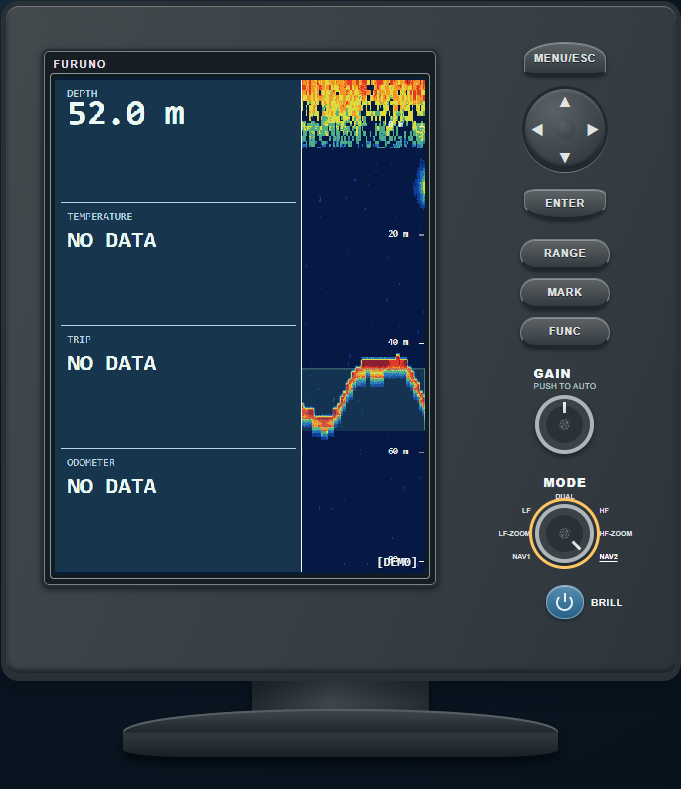 FURUNO
DEPTH
52.0 m
TEMPERATURE
NO DATA
TRIP
NO DATA
ODOMETER
NO DATA
20 m
40 m
60 m
[DEMO]
MENU/ESC
ENTER
RANGE
MARK
FUNC
GAIN
PUSH TO AUTO
MODE
DUAL
LF
HF
LF-ZOOM
HF-ZOOM
NAV1
NAV2
BRILL